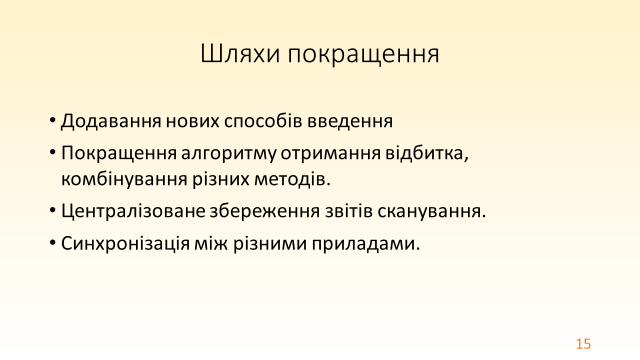 Шляхи покращення
• Додавання нових способів введення
• Покращення алгоритму отримання відбитка,
комбінування різних методів.
• Централізоване збереження звітів сканування.
• Синхронізація між різними приладами.
15